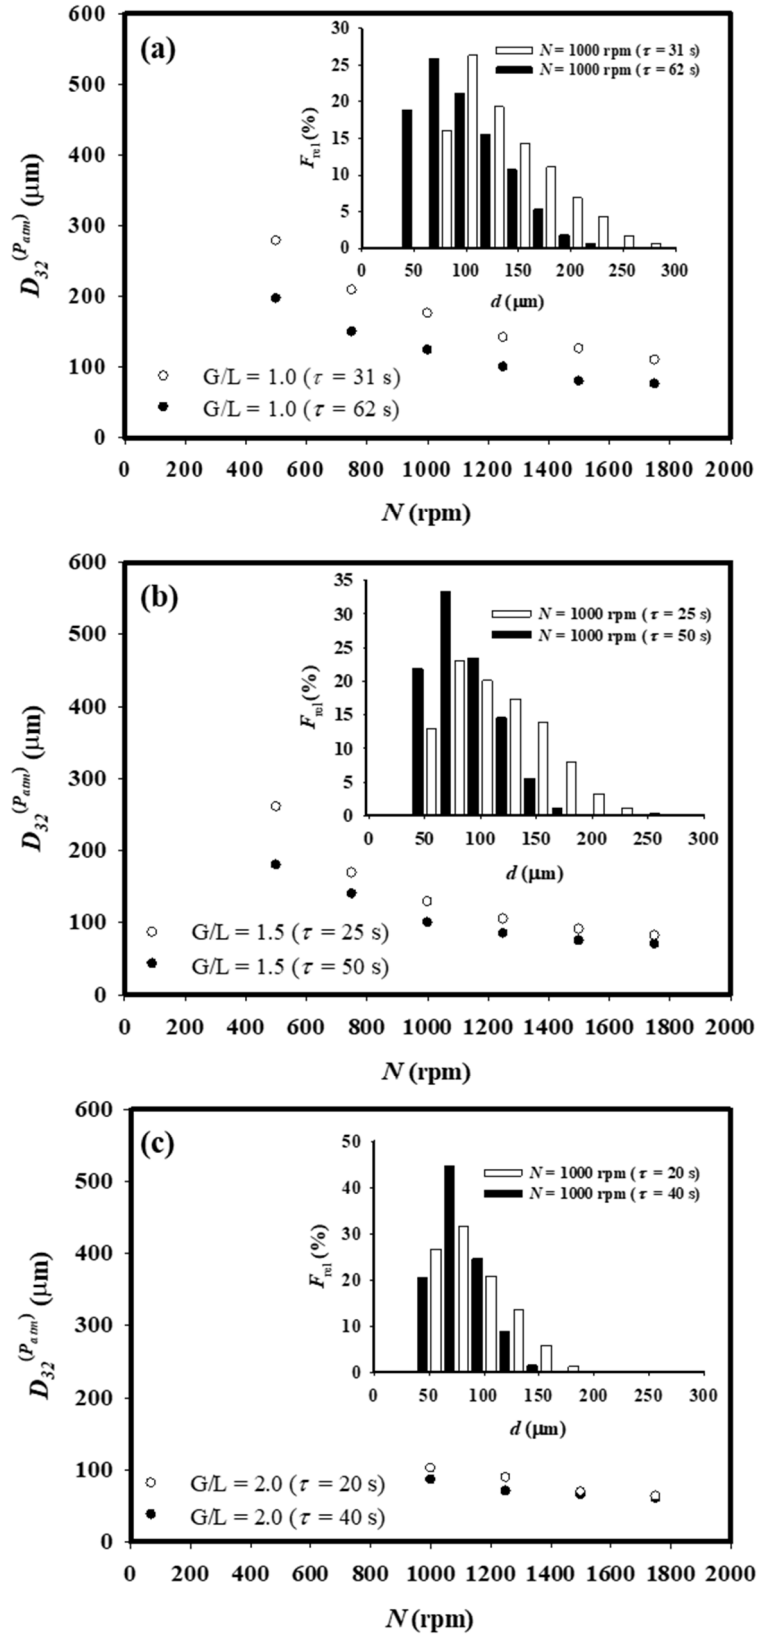 (a)
600
500
400
300
200
100
0
D32(Patm) (μm)
0 200 400 600 800 1000 1200 1400 1600 1800 2000
N (rpm)
G/L = 1.0 (τ = 31 s)
G/L = 1.0 (τ = 62 s)
30
25
20
15
10
5
0
Frel (%)
0 50 100 150 200 250 300
d (μm)
N = 1000 rpm (τ = 31 s)
N = 1000 rpm (τ = 62 s)
(b)
600
500
400
300
200
100
0
D32(Patm) (μm)
0 200 400 600 800 1000 1200 1400 1600 1800 2000
N (rpm)
G/L = 1.5 (τ = 25 s)
G/L = 1.5 (τ = 50 s)
35
30
25
20
15
10
5
0
Frel (%)
0 50 100 150 200 250 300
d (μm)
N = 1000 rpm (τ = 25 s)
N = 1000 rpm (τ = 50 s)
(c)
600
500
400
300
200
100
0
D32(Patm) (μm)
0 200 400 600 800 1000 1200 1400 1600 1800 2000
N (rpm)
G/L = 2.0 (τ = 20 s)
G/L = 2.0 (τ = 40 s)
50
40
30
20
10
0
Frel (%)
0 50 100 150 200 250 300
d (μm)
N = 1000 rpm (τ = 20 s)
N = 1000 rpm (τ = 40 s)